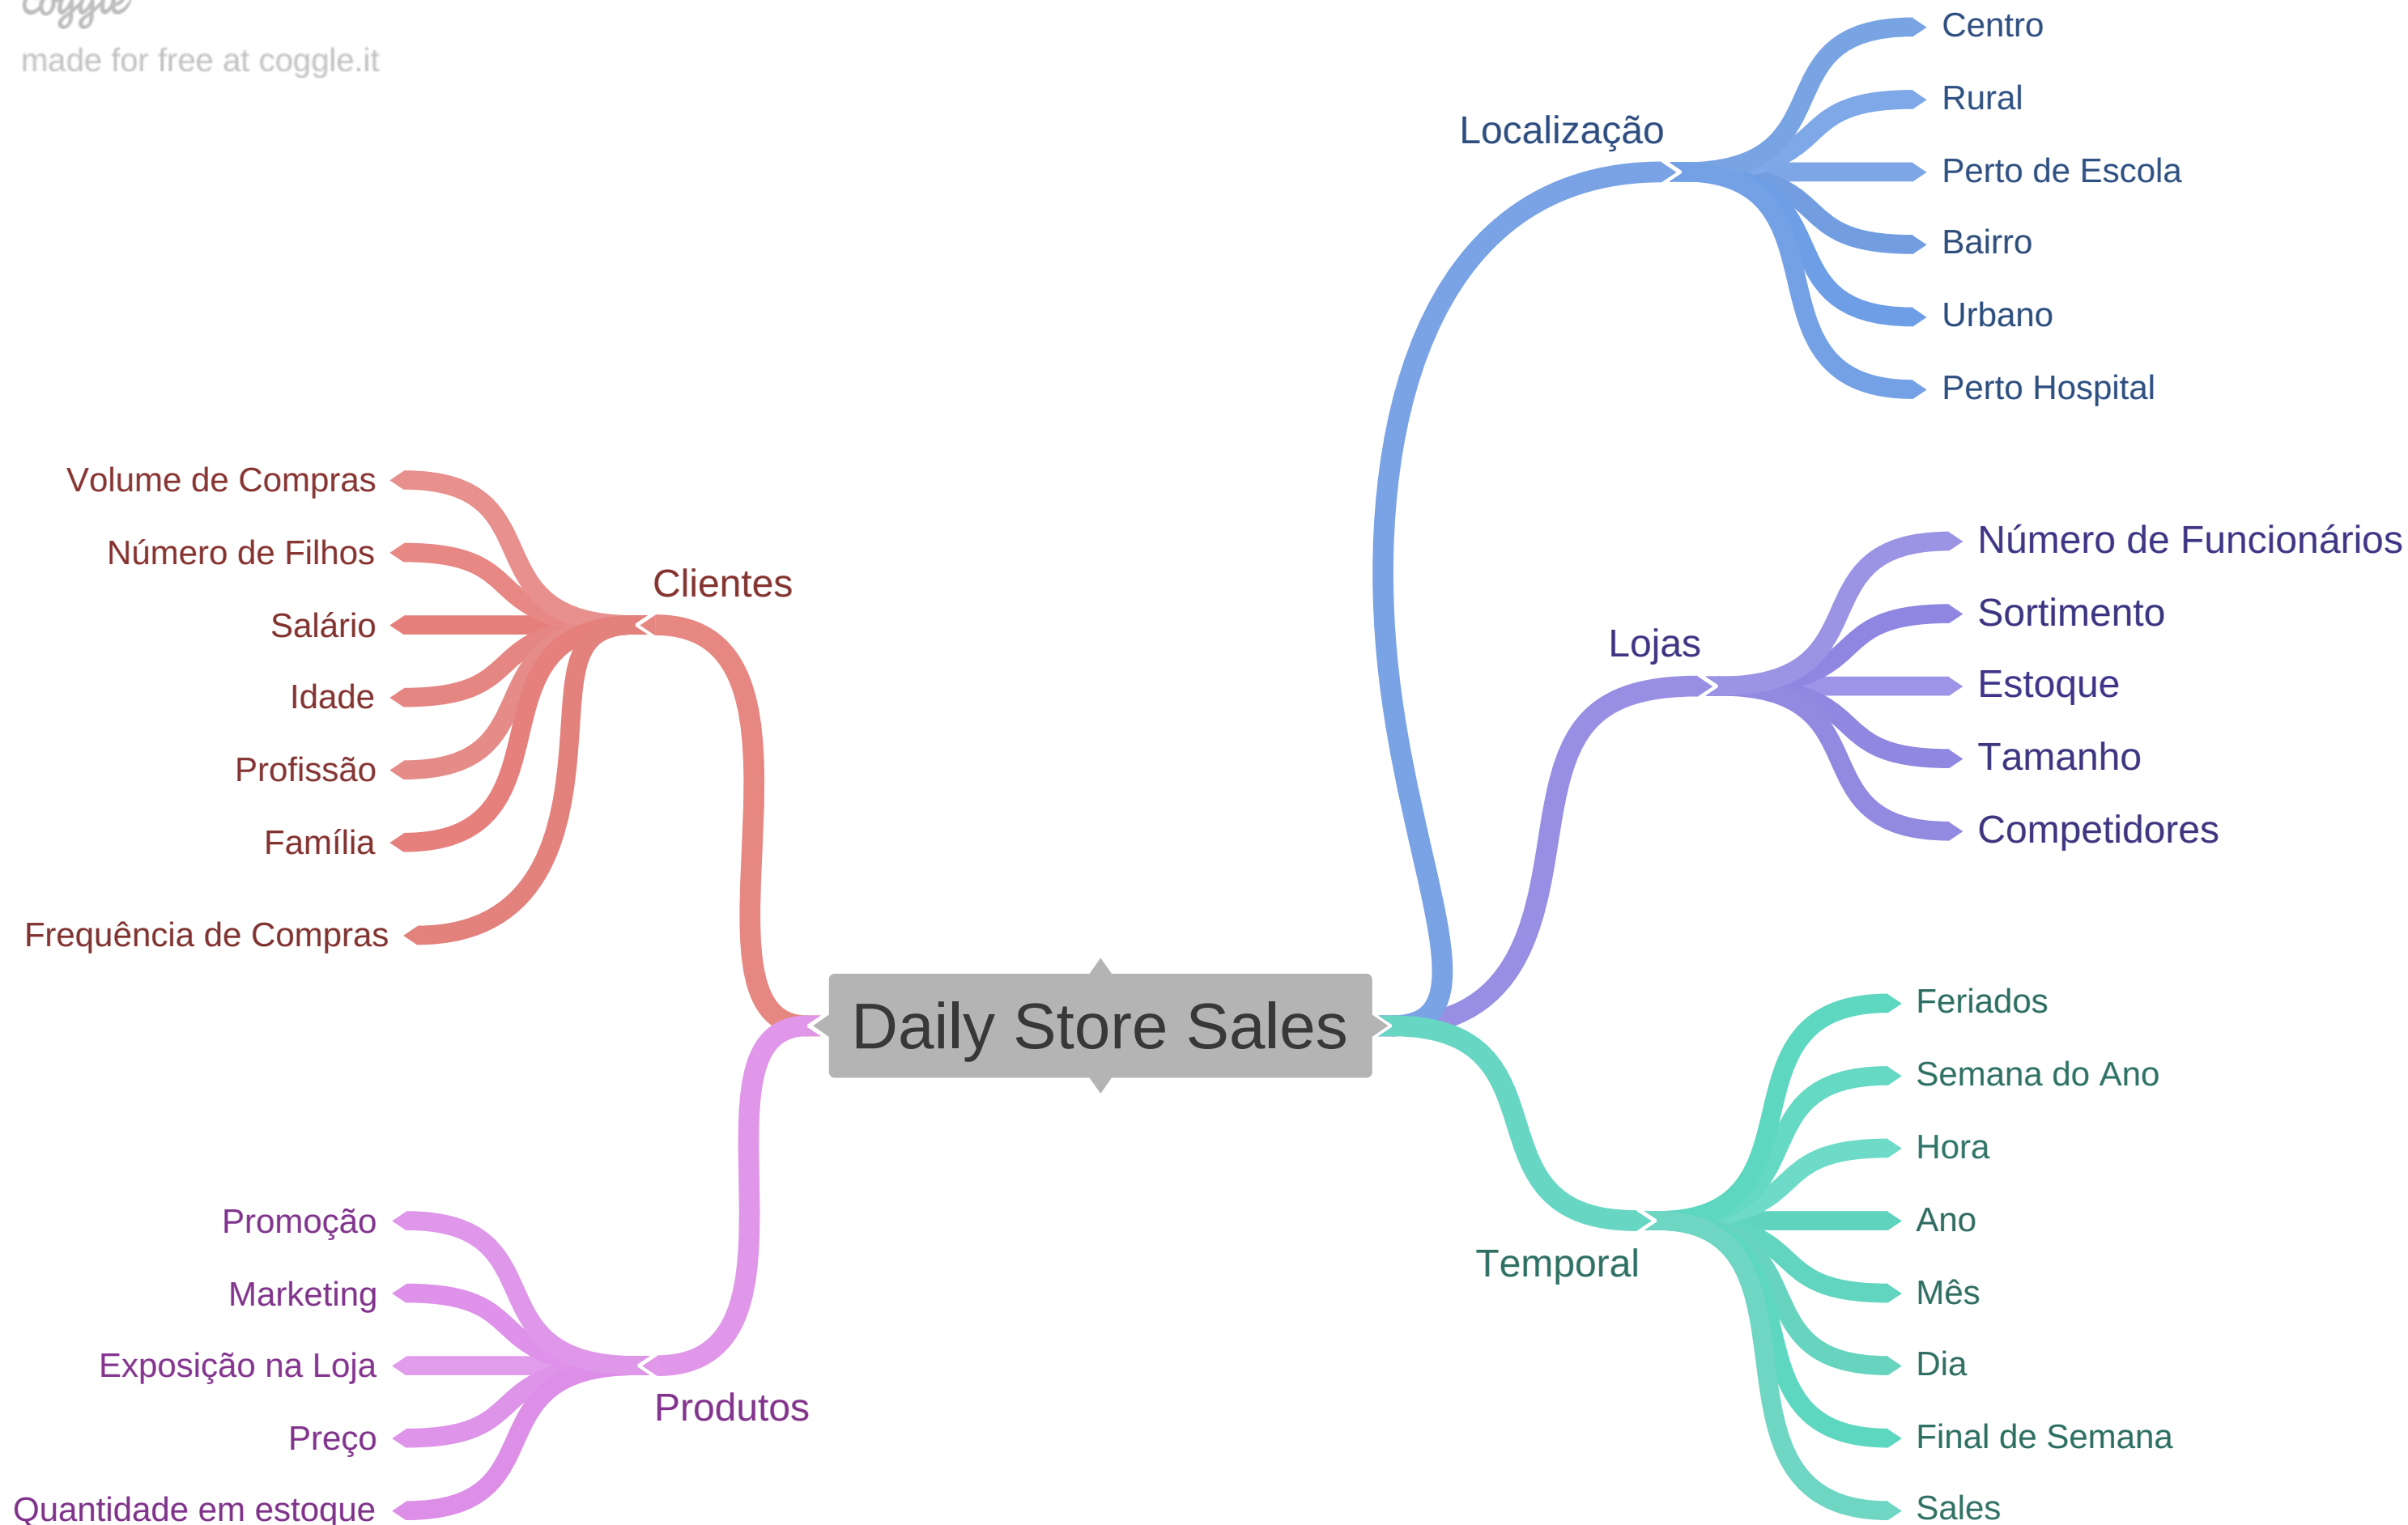 coggle
made for free at coggle.it
Localização
Centro
Rural
Perto de Escola
Bairro
Urbano
Perto Hospital
Clientes
Volume de Compras
Número de Filhos
Salário
Idade
Profissão
Família
Frequência de Compras
Lojas
Número de Funcionários
Sortimento
Estoque
Tamanho
Competidores
Daily Store Sales
Temporal
Feriados
Semana do Ano
Hora
Ano
Mês
Dia
Final de Semana
Sales
Produtos
Promoção
Marketing
Exposição na Loja
Preço
Quantidade em estoque